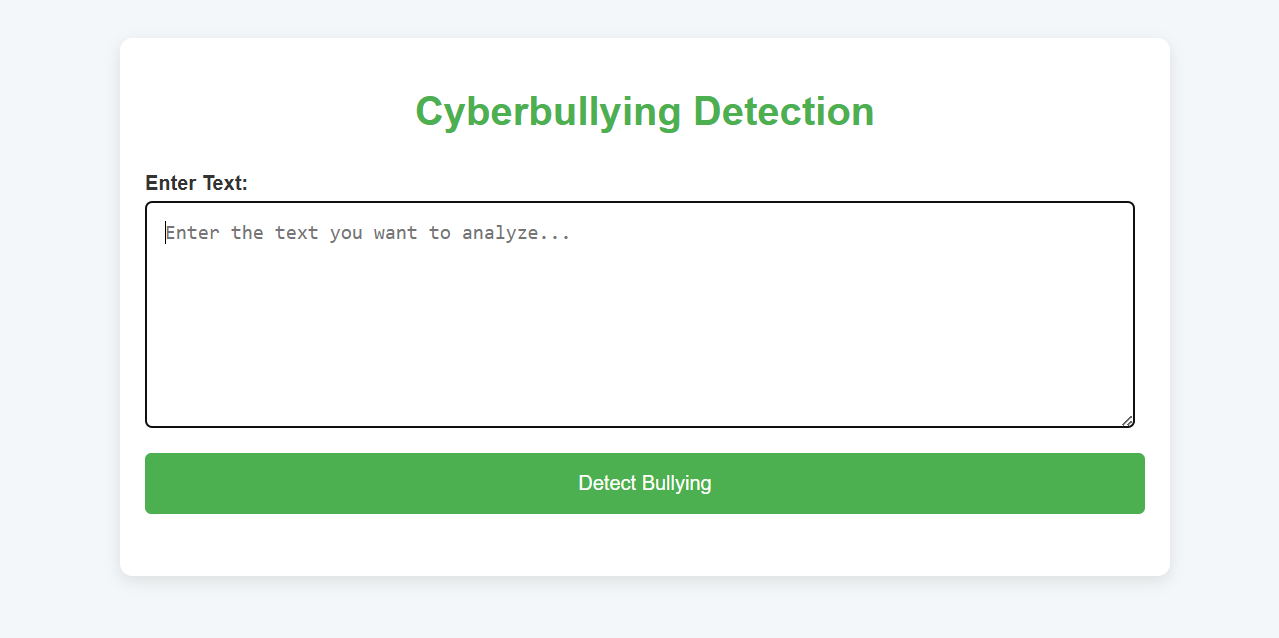 Cyberbullying Detection
Enter Text:
Enter the text you want to analyze...
Detect Bullying